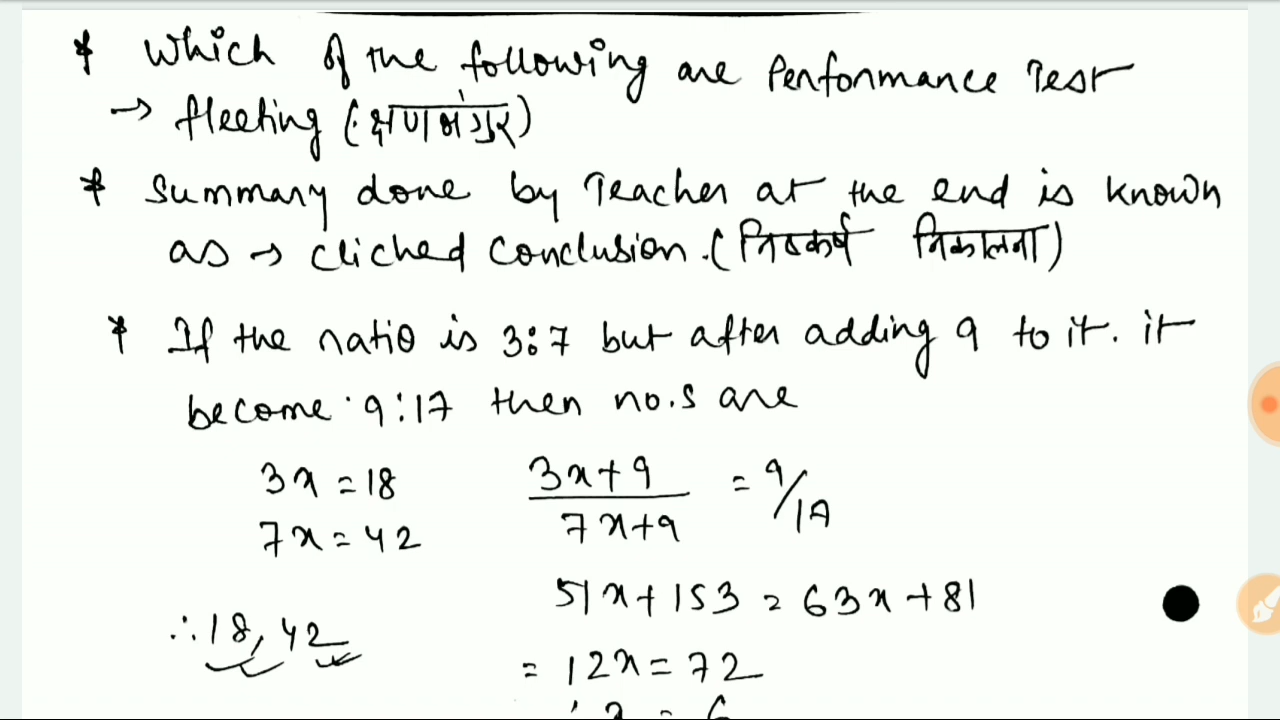 * Which of the following are Performance Test
→ fleeting (क्षणभंगुर)
* Summary done by Teacher at the end is known
as → cliched conclusion. (निष्कर्ष निकालना)
* If the ratio is 3:7 but after adding 9 to it. it
become 9:17 then no.s are
3x = 18
7x = 42
3x+9 / 7x+9 = 9/17
51x + 153 = 63x + 81
∴ 18, 42
= 12x = 72
x = 6